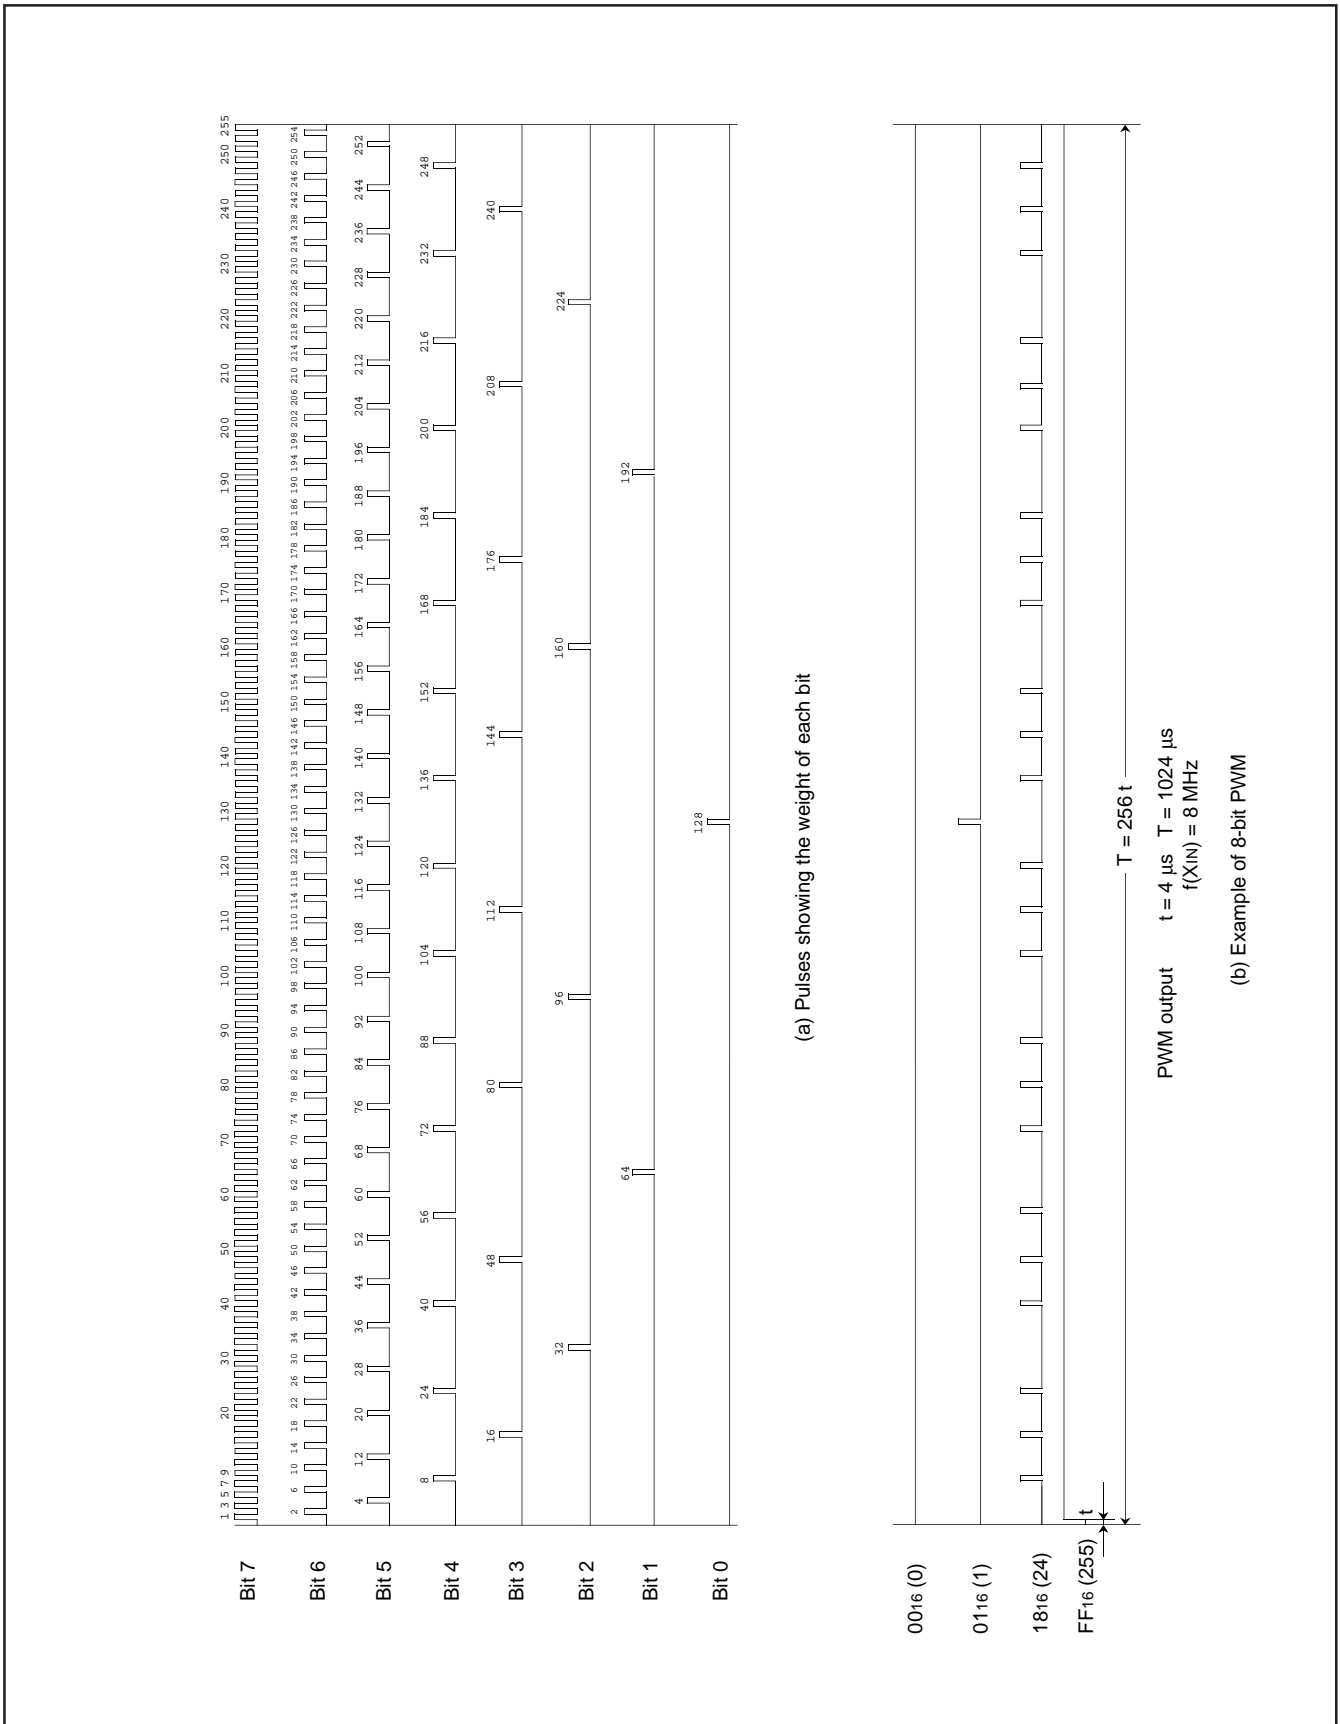 Bit 7
1 3 5 7 9 20 30 40 50 60 70 80 90 100 110 120 130 140 150 160 170 180 190 200 210 220 230 240 250 255
Bit 6
2 6 10 14 18 22 26 30 34 38 42 46 50 54 58 62 66 70 74 78 82 86 90 94 98 102 106 110 114 118 122 126 130 134 138 142 146 150 154 158 162 166 170 174 178 182 186 190 194 198 202 206 210 214 218 222 226 230 234 238 242 246 250 254
Bit 5
4 12 20 28 36 44 52 60 68 76 84 92 100 108 116 124 132 140 148 156 164 172 180 188 196 204 212 220 228 236 244 252
Bit 4
8 24 40 56 72 88 104 120 136 152 168 184 200 216 232 248
Bit 3
16 48 80 112 144 176 208 240
Bit 2
32 96 160 224
Bit 1
64 192
Bit 0
128
(a) Pulses showing the weight of each bit
0016 (0)
0116 (1)
1816 (24)
FF16 (255)
t
T = 256 t
PWM output t = 4 µs T = 1024 µs
f(XIN) = 8 MHz
(b) Example of 8-bit PWM